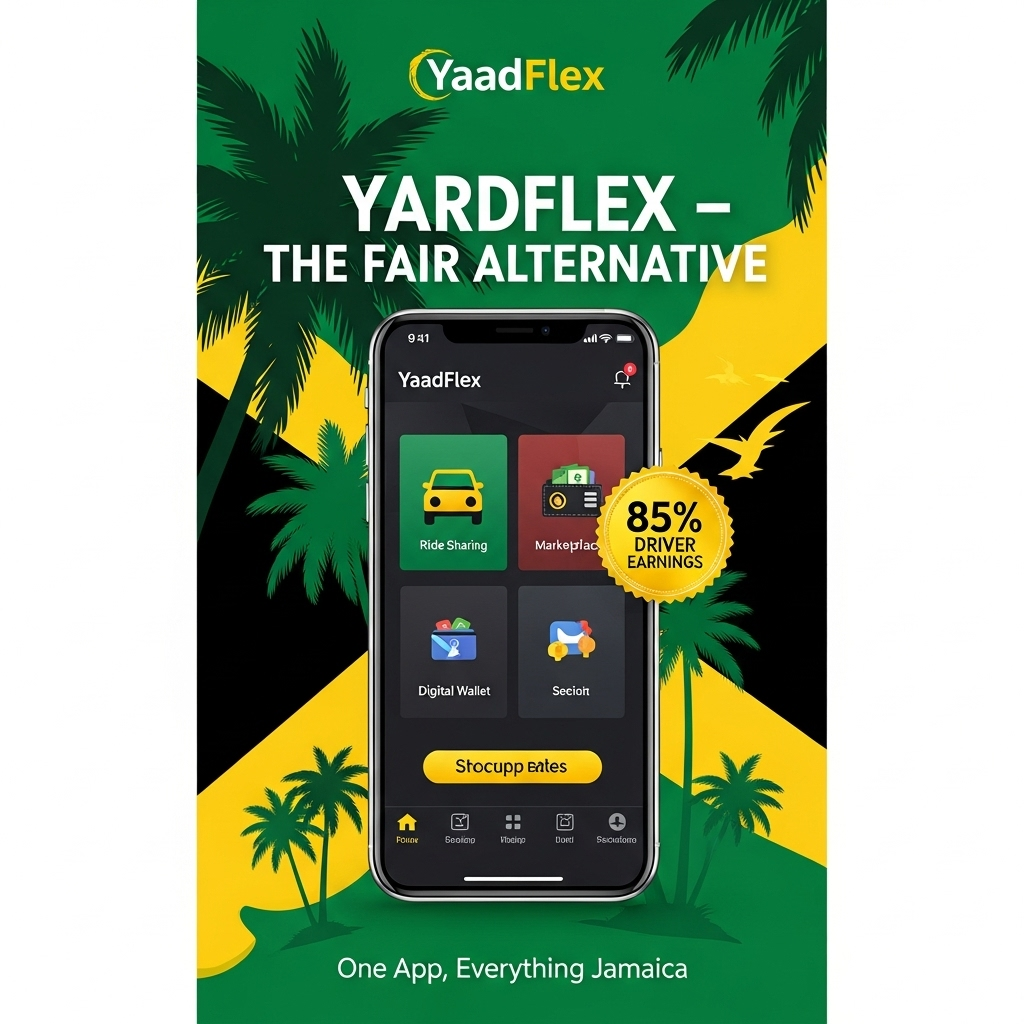 YaadFlex
YARDFLEX –
THE FAIR ALTERNATIVE
9:41
YaadFlex
Ride Sharing
Marketplac
85%
DRIVER
EARNINGS
Digital Wallet
Seciolt
Stocupp eates
One App, Everything Jamaica